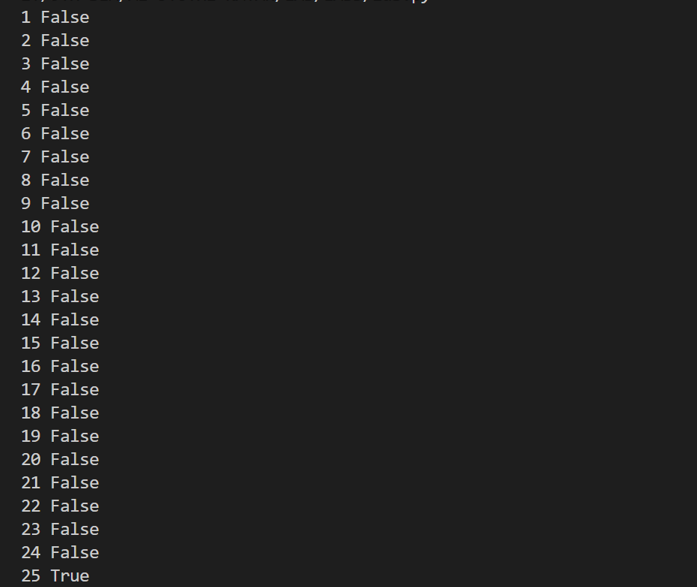 1 False
2 False
3 False
4 False
5 False
6 False
7 False
8 False
9 False
10 False
11 False
12 False
13 False
14 False
15 False
16 False
17 False
18 False
19 False
20 False
21 False
22 False
23 False
24 False
25 True